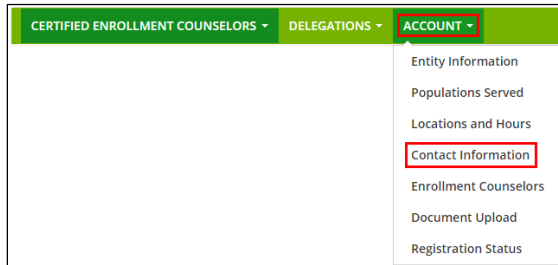 CERTIFIED ENROLLMENT COUNSELORS DELEGATIONS ACCOUNT
Entity Information
Populations Served
Locations and Hours
Contact Information
Enrollment Counselors
Document Upload
Registration Status